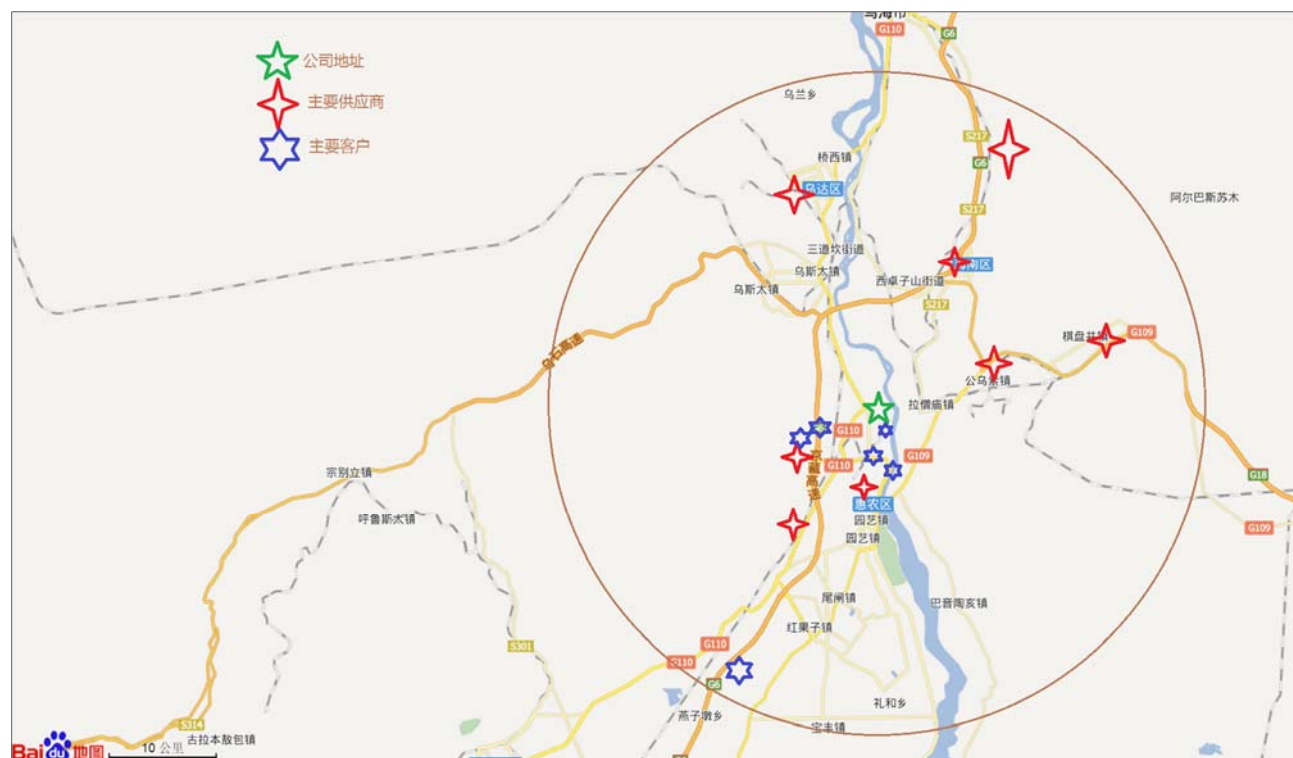 乌海市
G110
G6
公司地址
主要供应商
主要客户
乌兰乡
S217
G6
桥西镇
乌达区
阿尔巴斯苏木
S217
三道坎街道
海南区
乌斯太镇
西卓子山街道
乌斯太镇
S217
棋盘井镇
G109
乌石高速
公乌素镇
拉僧庙镇
G110
G109
G110
京藏高速
宗别立镇
G18
惠农区
呼鲁斯太镇
园艺镇
G109
园艺镇
尾闸镇
巴音陶亥镇
红果子镇
S301
G110
G110
G6
礼和乡
燕子墩乡
S314
宝丰镇
古拉本敖包镇
Bai du 地图
10 公里